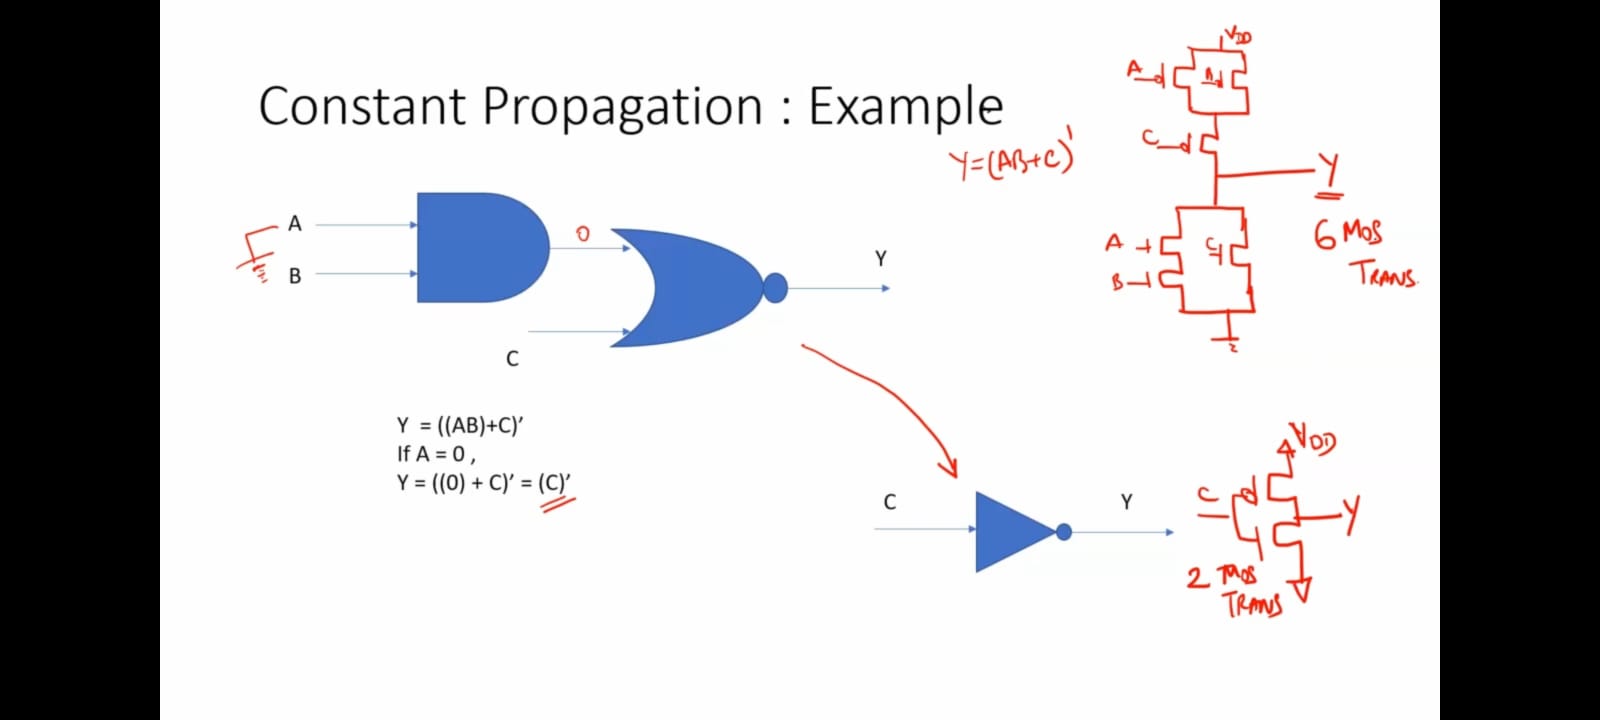 Constant Propagation : Example
Y=(AB+C)'
VDD
A
C
Y
A
C
B
6 MOS
TRANS.
A
B
0
C
Y
Y = ((AB)+C)’
If A = 0 ,
Y = ((0) + C)’ = (C)’
C
Y
VDD
C
Y
2 MOS
TRANS